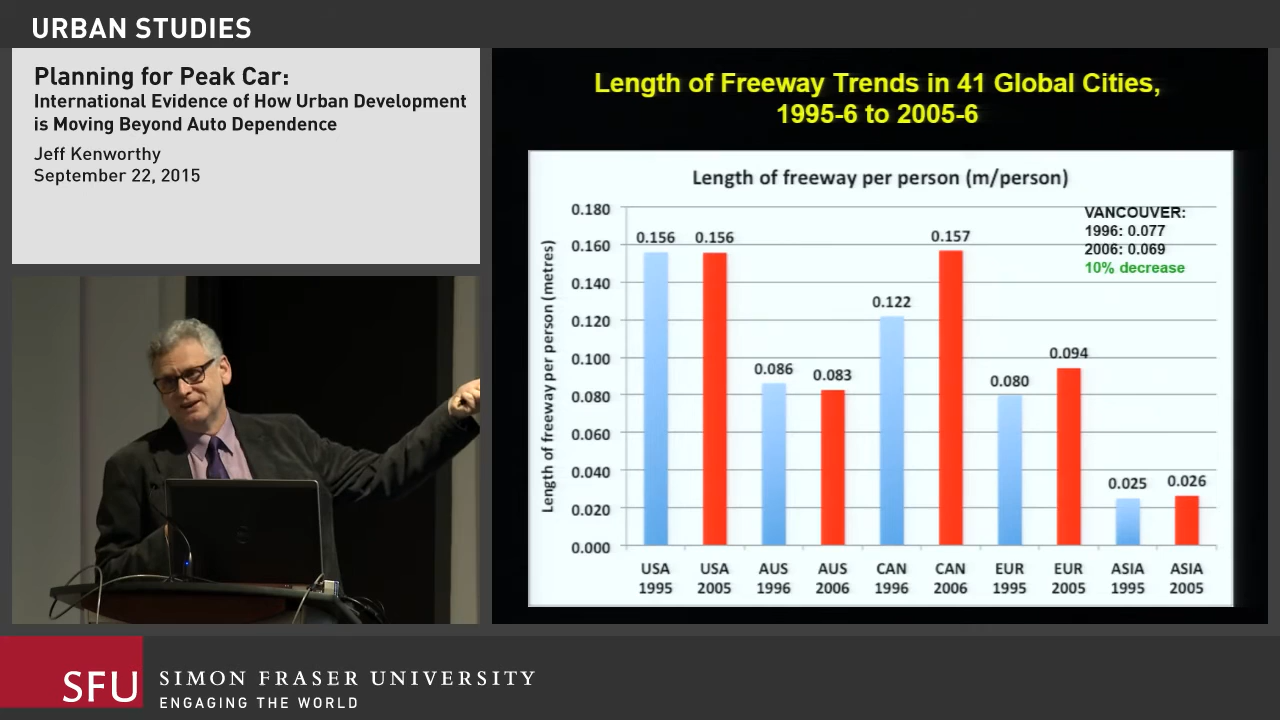 URBAN STUDIES
Planning for Peak Car:
International Evidence of How Urban Development
is Moving Beyond Auto Dependence
Jeff Kenworthy
September 22, 2015
Length of Freeway Trends in 41 Global Cities,
1995-6 to 2005-6
Length of freeway per person (m/person)
Length of freeway per person (metres)
0.180
0.160
0.140
0.120
0.100
0.080
0.060
0.040
0.020
0.000
0.156
0.156
0.086
0.083
0.122
0.157
0.080
0.094
0.025
0.026
VANCOUVER:
1996: 0.077
2006: 0.069
10% decrease
USA USA AUS AUS CAN CAN EUR EUR ASIA ASIA
1995 2005 1996 2006 1996 2006 1995 2005 1995 2005
SFU
SIMON FRASER UNIVERSITY
ENGAGING THE WORLD